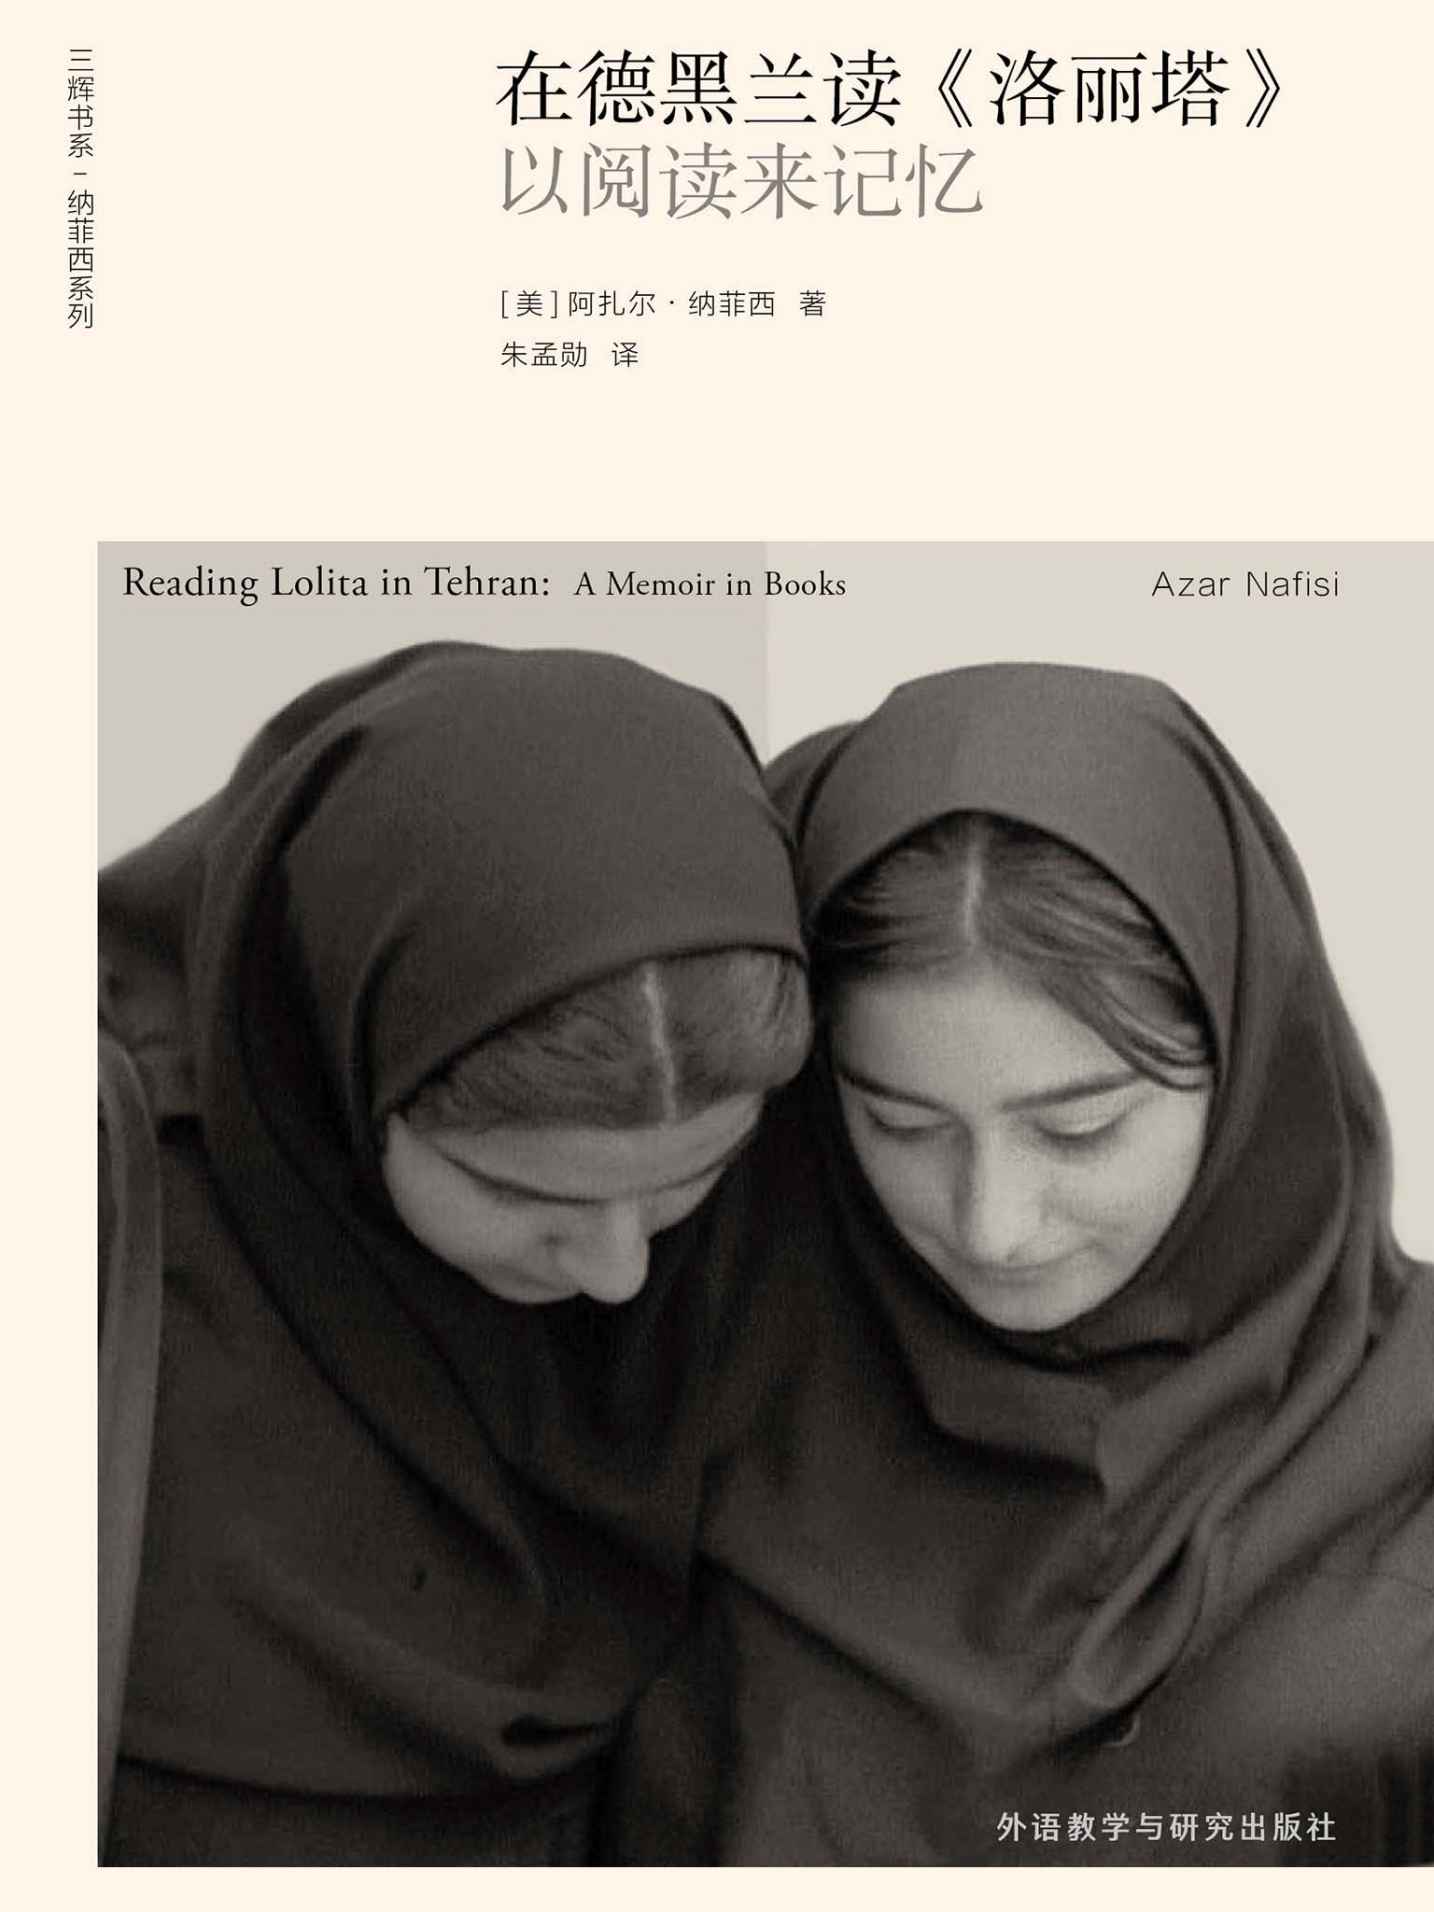 三辉书系-纳菲西系列
在德黑兰读《洛丽塔》
以阅读来记忆
[美]阿扎尔·纳菲西 著
朱孟勋 译
Reading Lolita in Tehran: A Memoir in Books
Azar Nafisi
外语教学与研究出版社